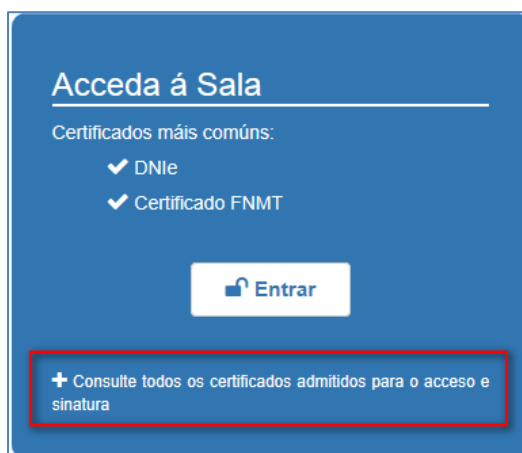 Acceda á Sala
Certificados máis comúns:
DNIe
Certificado FNMT
Entrar
Consulte todos os certificados admitidos para o acceso e
sinatura